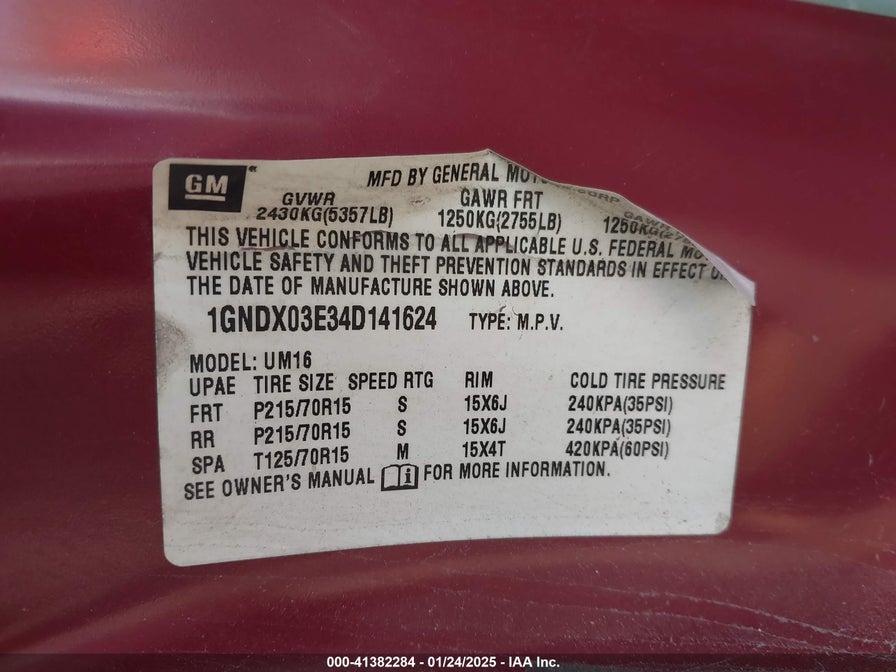 GM
MFD BY GENERAL MOTORS CORP
GVWR GAWR FRT GAWR
2430KG(5357LB) 1250KG(2755LB) 1250KG(27
THIS VEHICLE CONFORMS TO ALL APPLICABLE U.S. FEDERAL MO
VEHICLE SAFETY AND THEFT PREVENTION STANDARDS IN EFFECT O
THE DATE OF MANUFACTURE SHOWN ABOVE.
1GNDX03E34D141624 TYPE: M.P.V.
MODEL: UM16
UPAE TIRE SIZE SPEED RTG RIM COLD TIRE PRESSURE
FRT P215/70R15 S 15X6J 240KPA(35PSI)
RR P215/70R15 S 15X6J 240KPA(35PSI)
SPA T125/70R15 M 15X4T 420KPA(60PSI)
SEE OWNER'S MANUAL FOR MORE INFORMATION.
000-41382284 - 01/24/2025 - IAA Inc.